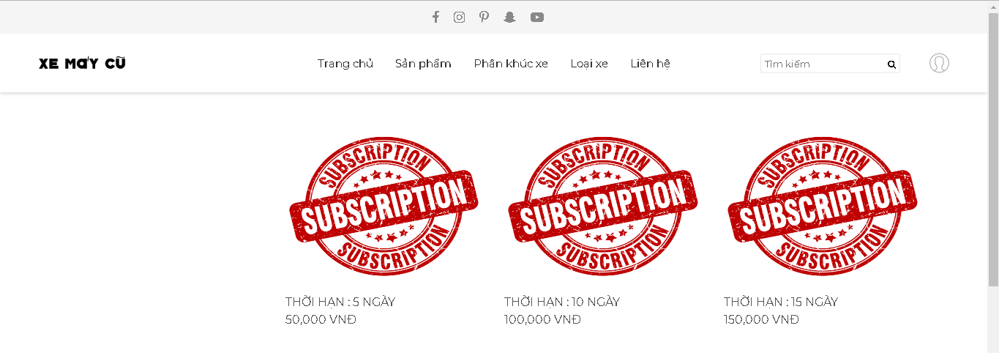 XE MÁY CŨ
Trang chủ
Sản phẩm
Phân khúc xe
Loại xe
Liên hệ
Tìm kiếm
SUBSCRIPTION
SUBSCRIPTION
SUBSCRIPTION
SUBSCRIPTION
SUBSCRIPTION
SUBSCRIPTION
SUBSCRIPTION
SUBSCRIPTION
SUBSCRIPTION
THỜI HẠN : 5 NGÀY
50,000 VNĐ
THỜI HẠN : 10 NGÀY
100,000 VNĐ
THỜI HẠN : 15 NGÀY
150,000 VNĐ